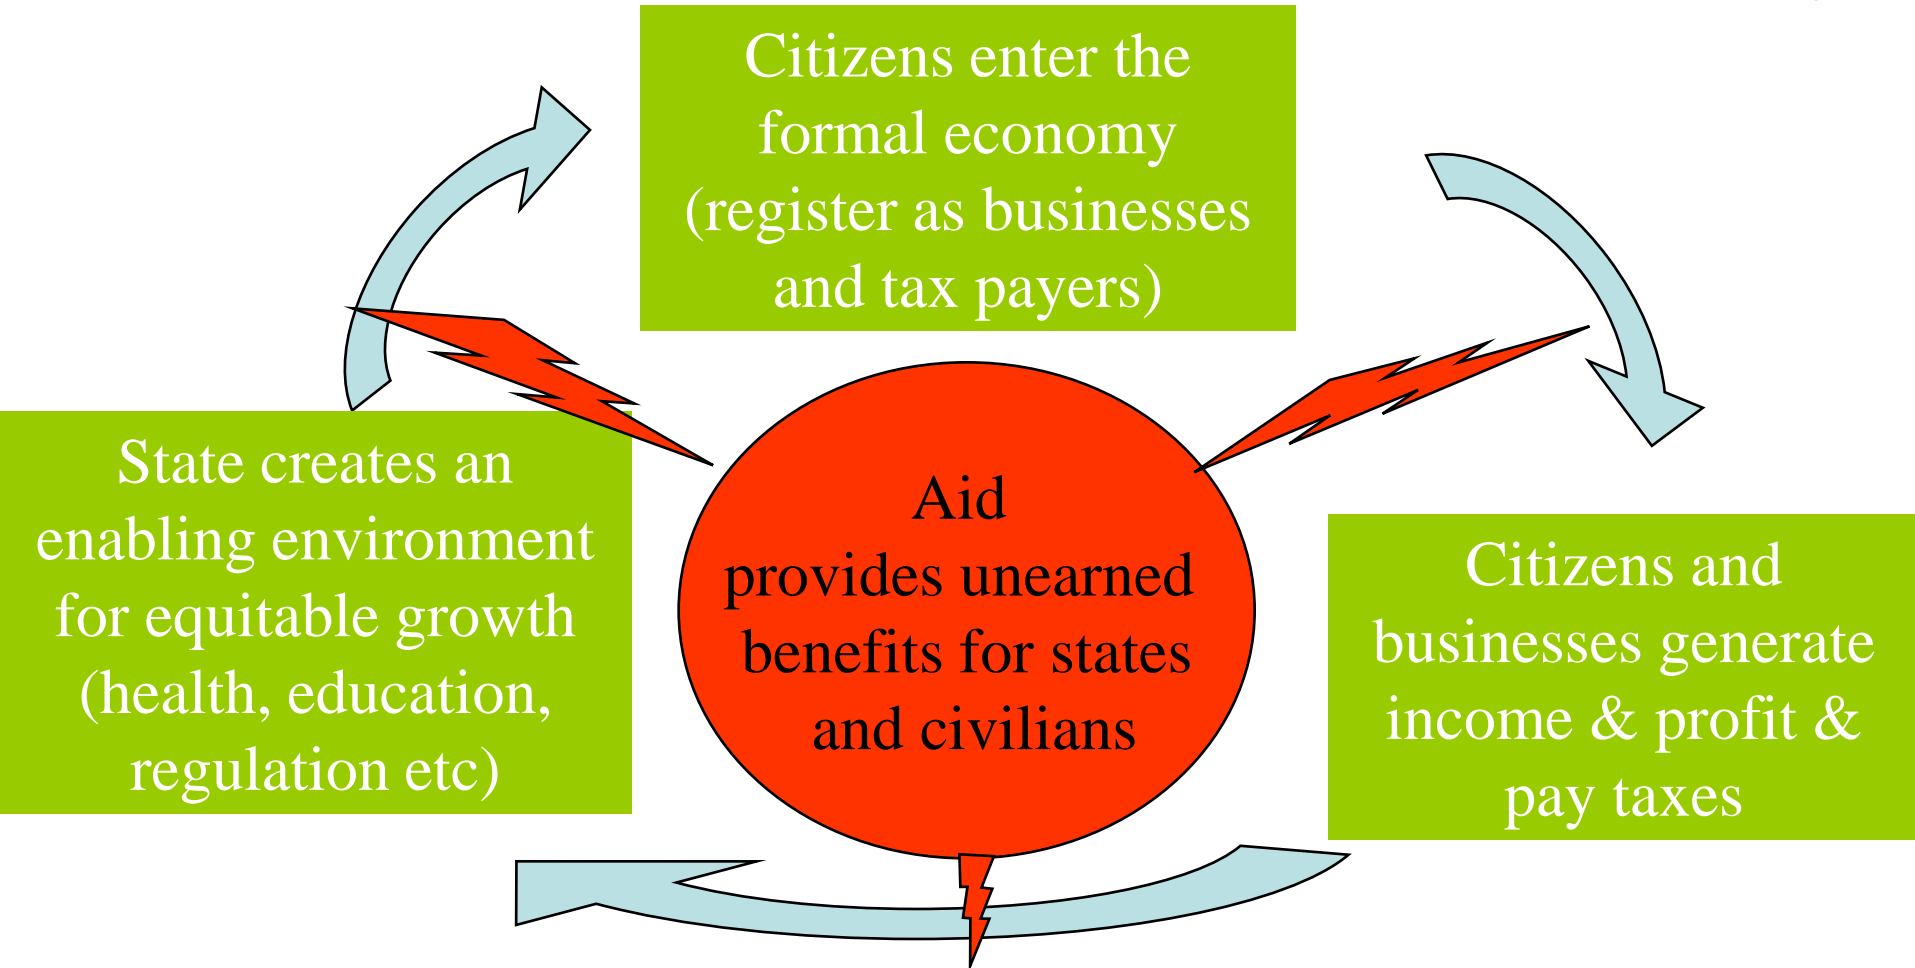 Citizens enter the
formal economy
(register as businesses
and tax payers)
State creates an
enabling environment
for equitable growth
(health, education,
regulation etc)
Aid
provides unearned
benefits for states
and civilians
Citizens and
businesses generate
income & profit &
pay taxes